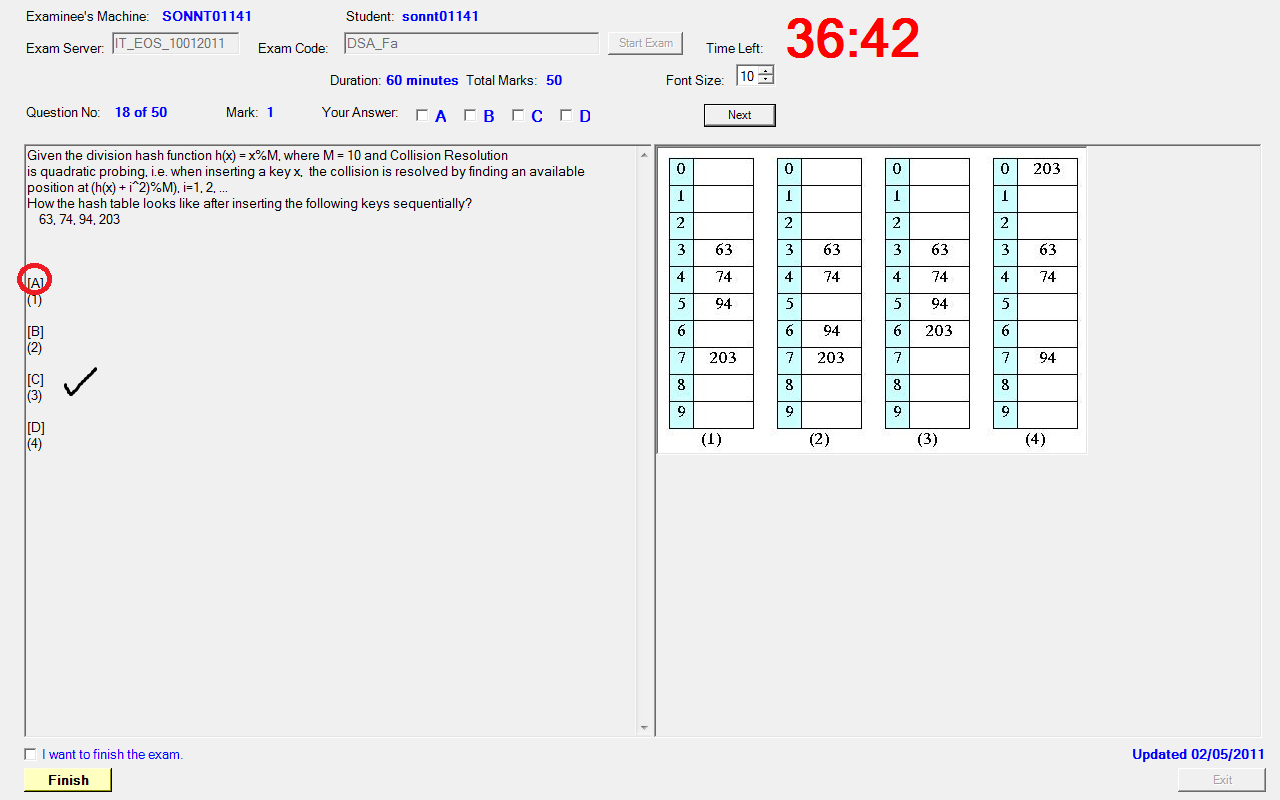 Examinee's Machine: SONNT01141 Student: sonnt01141
Exam Server: IT_EOS_10012011 Exam Code: DSA_Fa Start Exam Time Left: 36:42
Duration: 60 minutes Total Marks: 50 Font Size: 10
Question No: 18 of 50 Mark: 1 Your Answer: A B C D Next
Given the division hash function h(x) = x%M, where M = 10 and Collision Resolution
is quadratic probing, i.e. when inserting a key x, the collision is resolved by finding an available
position at (h(x) + i^2)%M), i=1, 2, ...
How the hash table looks like after inserting the following keys sequentially?
63, 74, 94, 203
[A]
(1)
[B]
(2)
[C]
(3)
[D]
(4)
0 0 0 0 203
1 1 1 1
2 2 2 2
3 63 3 63 3 63 3 63
4 74 4 74 4 74 4 74
5 94 5 5 94 5
6 6 94 6 203 6
7 203 7 203 7 7 94
8 8 8 8
9 9 9 9
(1) (2) (3) (4)
I want to finish the exam. Updated 02/05/2011
Finish Exit